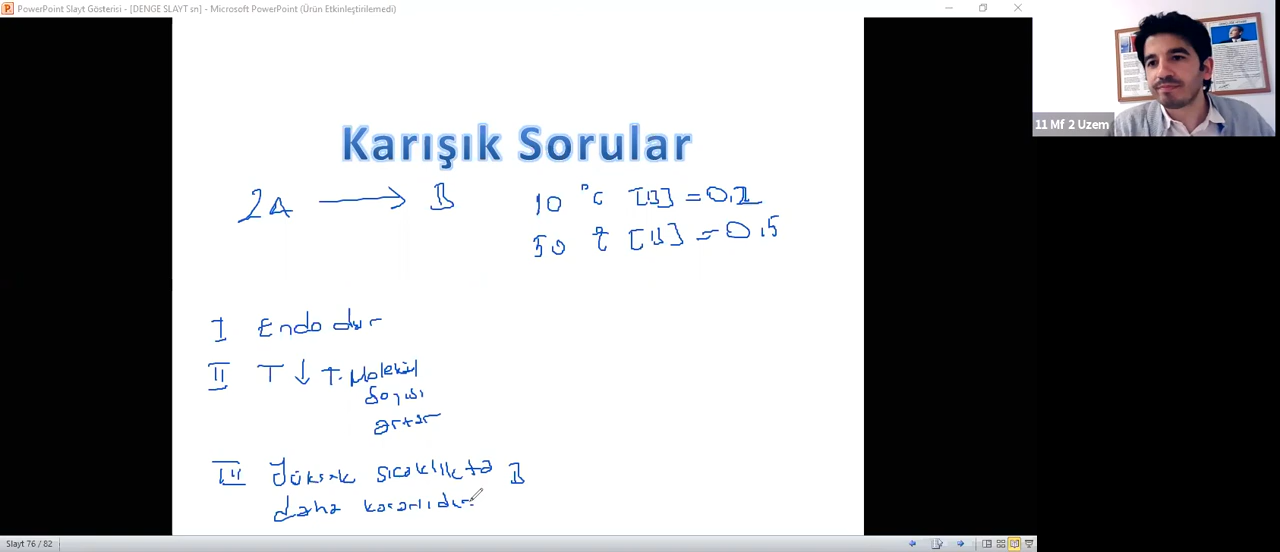 PowerPoint Slayt Gösterisi - [DENGE SLAYT sn] - Microsoft PowerPoint (Ürün Etkinleştirilemedi)
11 Mf 2 Uzem
Karışık Sorular
2A → B
10 °C [B] = 0.2
50 °C [B] = 0.5
I Endodur
II T ↓ T. Molekül
Sayısı
artar
III Yüksek sıcaklıkta B
daha kararlıdır
Slayt 76 / 82